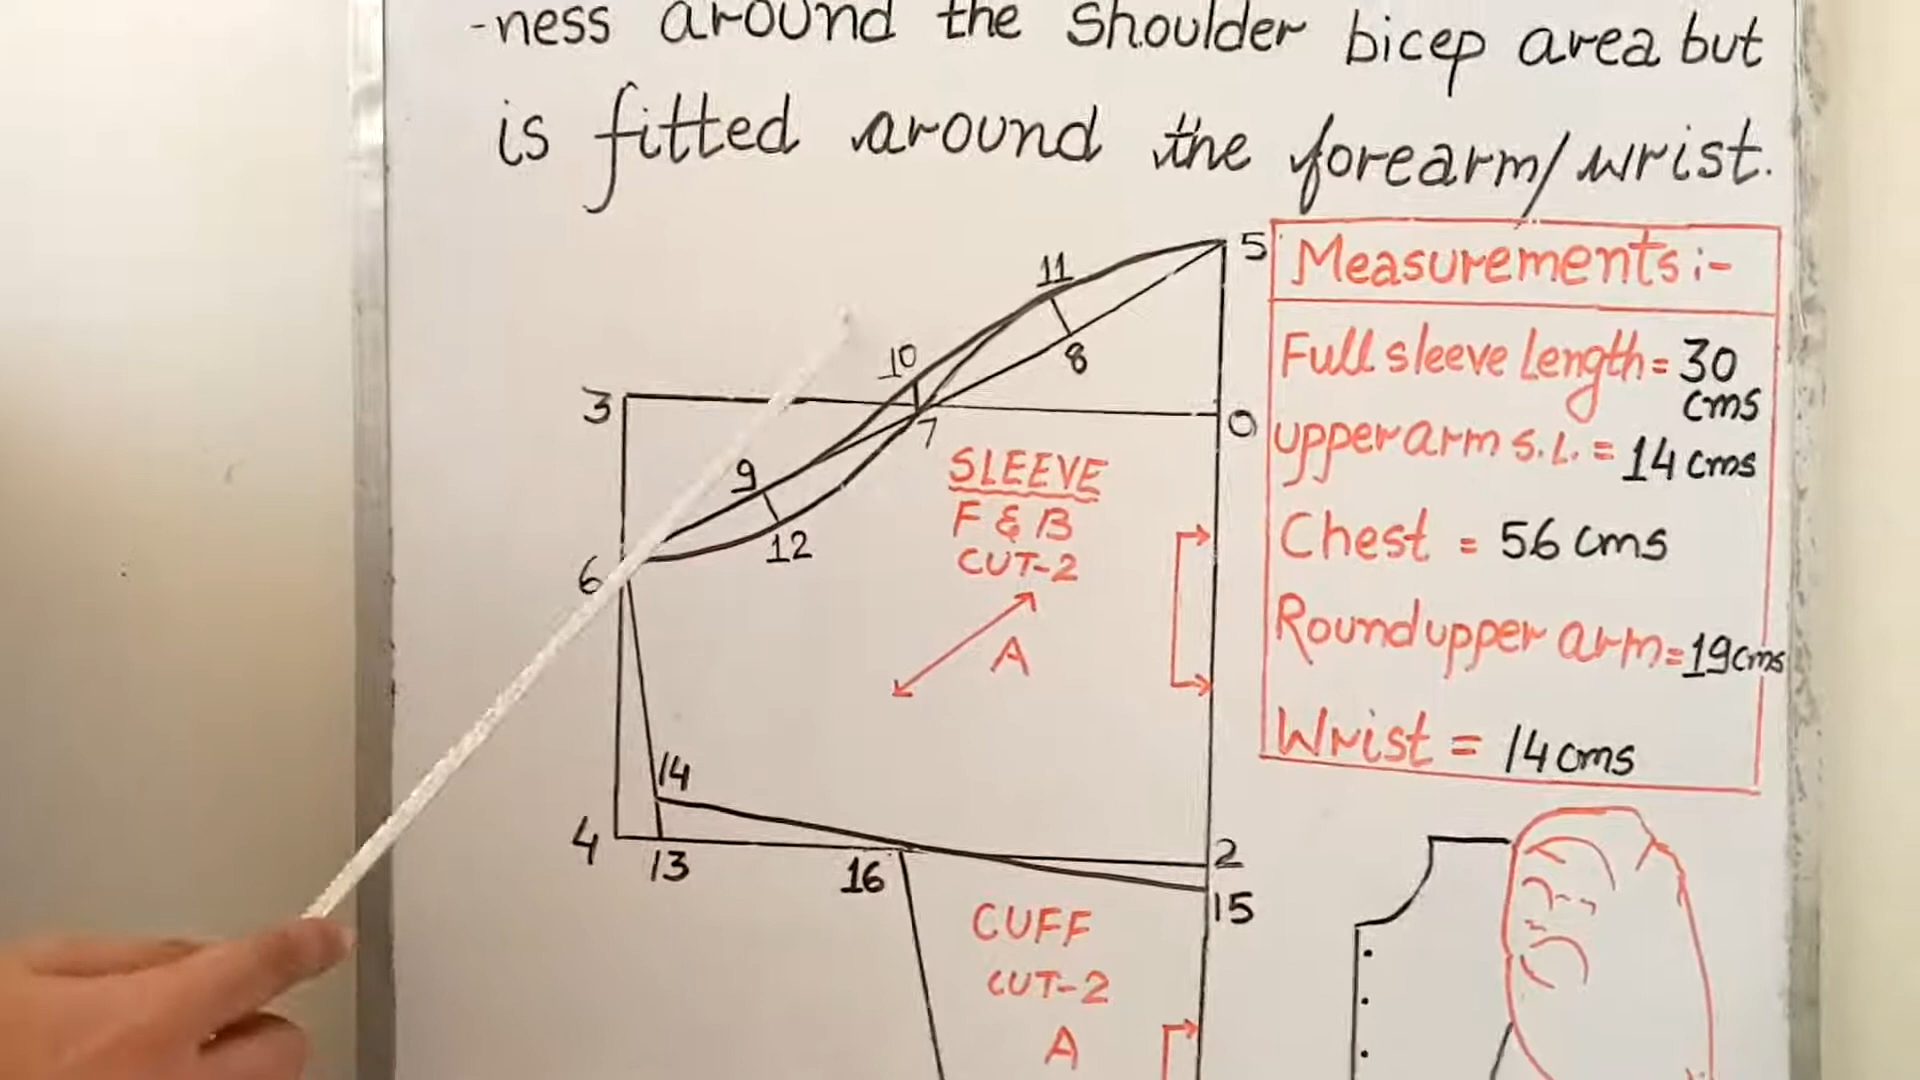 -ness around the shoulder bicep area but
is fitted around the forearm/wrist.
5
11
8
10
3
7
0
9
12
6
SLEEVE
F & B
CUT-2
A
14
4
13
16
2
15
CUFF
CUT-2
A
Measurements:-
Full sleeve Length= 30
cms
upper arm s.L. = 14 cms
Chest = 56 cms
Round upper arm=19cms
Wrist = 14 cms